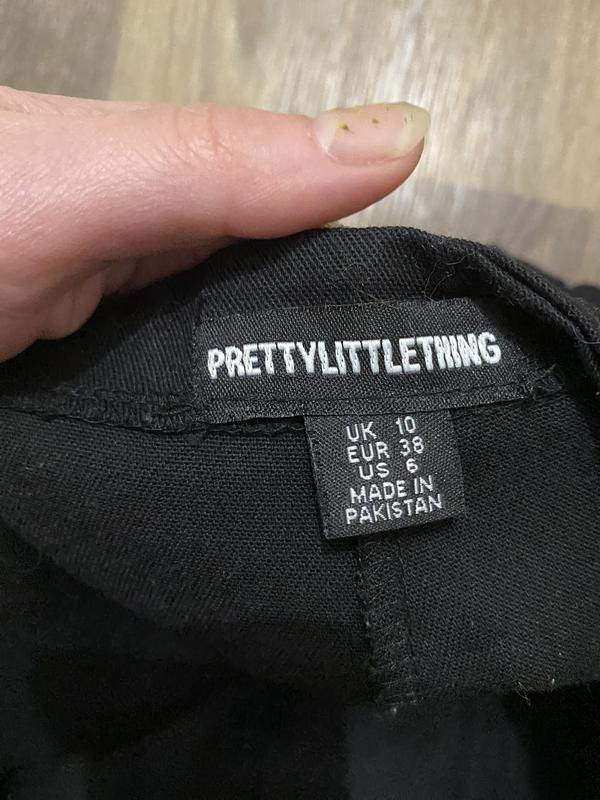 PRETTYLITTLETHING
UK 10
EUR 38
US 6
MADE IN
PAKISTAN